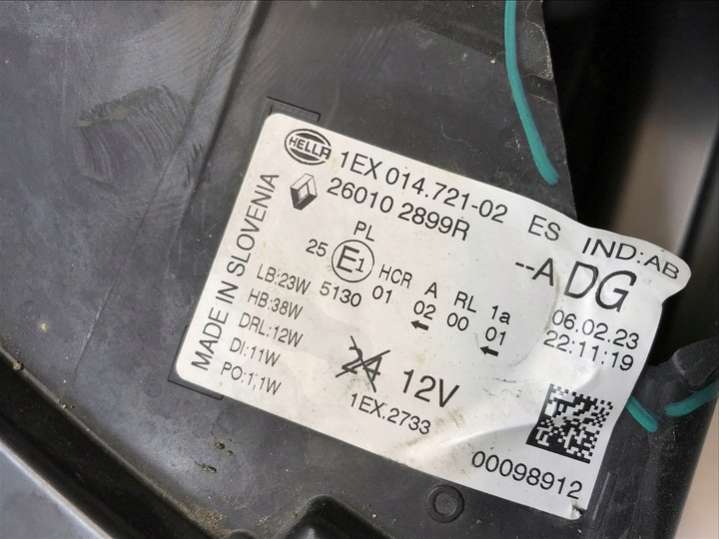 HELLA
1EX 014.721-02 ES IND:AB
26010 2899R --A DG
MADE IN SLOVENIA
PL
25 E1 HCR A RL 1a
5130 01 02 00 01
← ←
06.02.23
22:11:19
LB:23W
HB:38W
DRL:12W
DI:11W
PO:1,1W
24 12V
1EX.2733
00098912